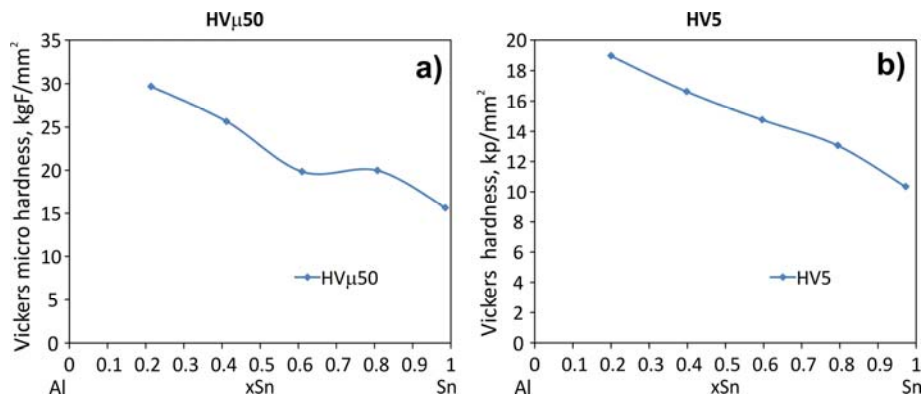 HVμ50
Vickers micro hardness, kgF/mm²
35
30
25
20
15
10
5
0
a)
HVμ50
0 0.1 0.2 0.3 0.4 0.5 0.6 0.7 0.8 0.9 1
Al xSn Sn
HV5
Vickers hardness, kp/mm²
20
18
16
14
12
10
8
6
4
2
0
b)
HV5
0 0.1 0.2 0.3 0.4 0.5 0.6 0.7 0.8 0.9 1
Al xSn Sn